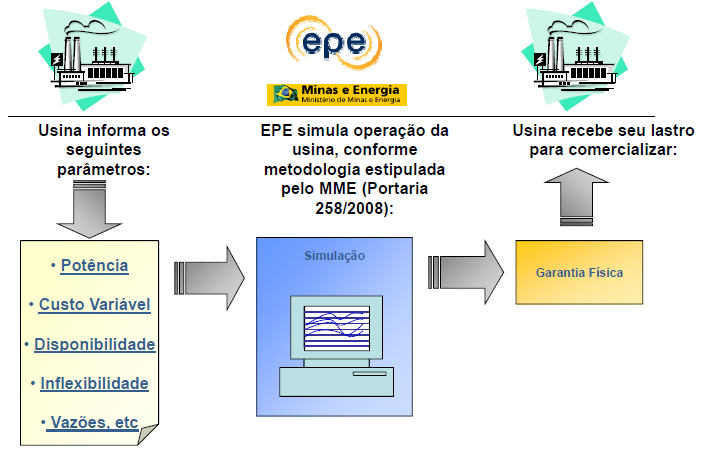 epe
Minas e Energia
Ministério de Minas e Energia
Usina informa os
seguintes
parâmetros:
EPE simula operação da
usina, conforme
metodologia estipulada
pelo MME (Portaria
258/2008):
Usina recebe seu lastro
para comercializar:
• Potência
• Custo Variável
• Disponibilidade
• Inflexibilidade
• Vazões, etc
Simulação
Garantia Física